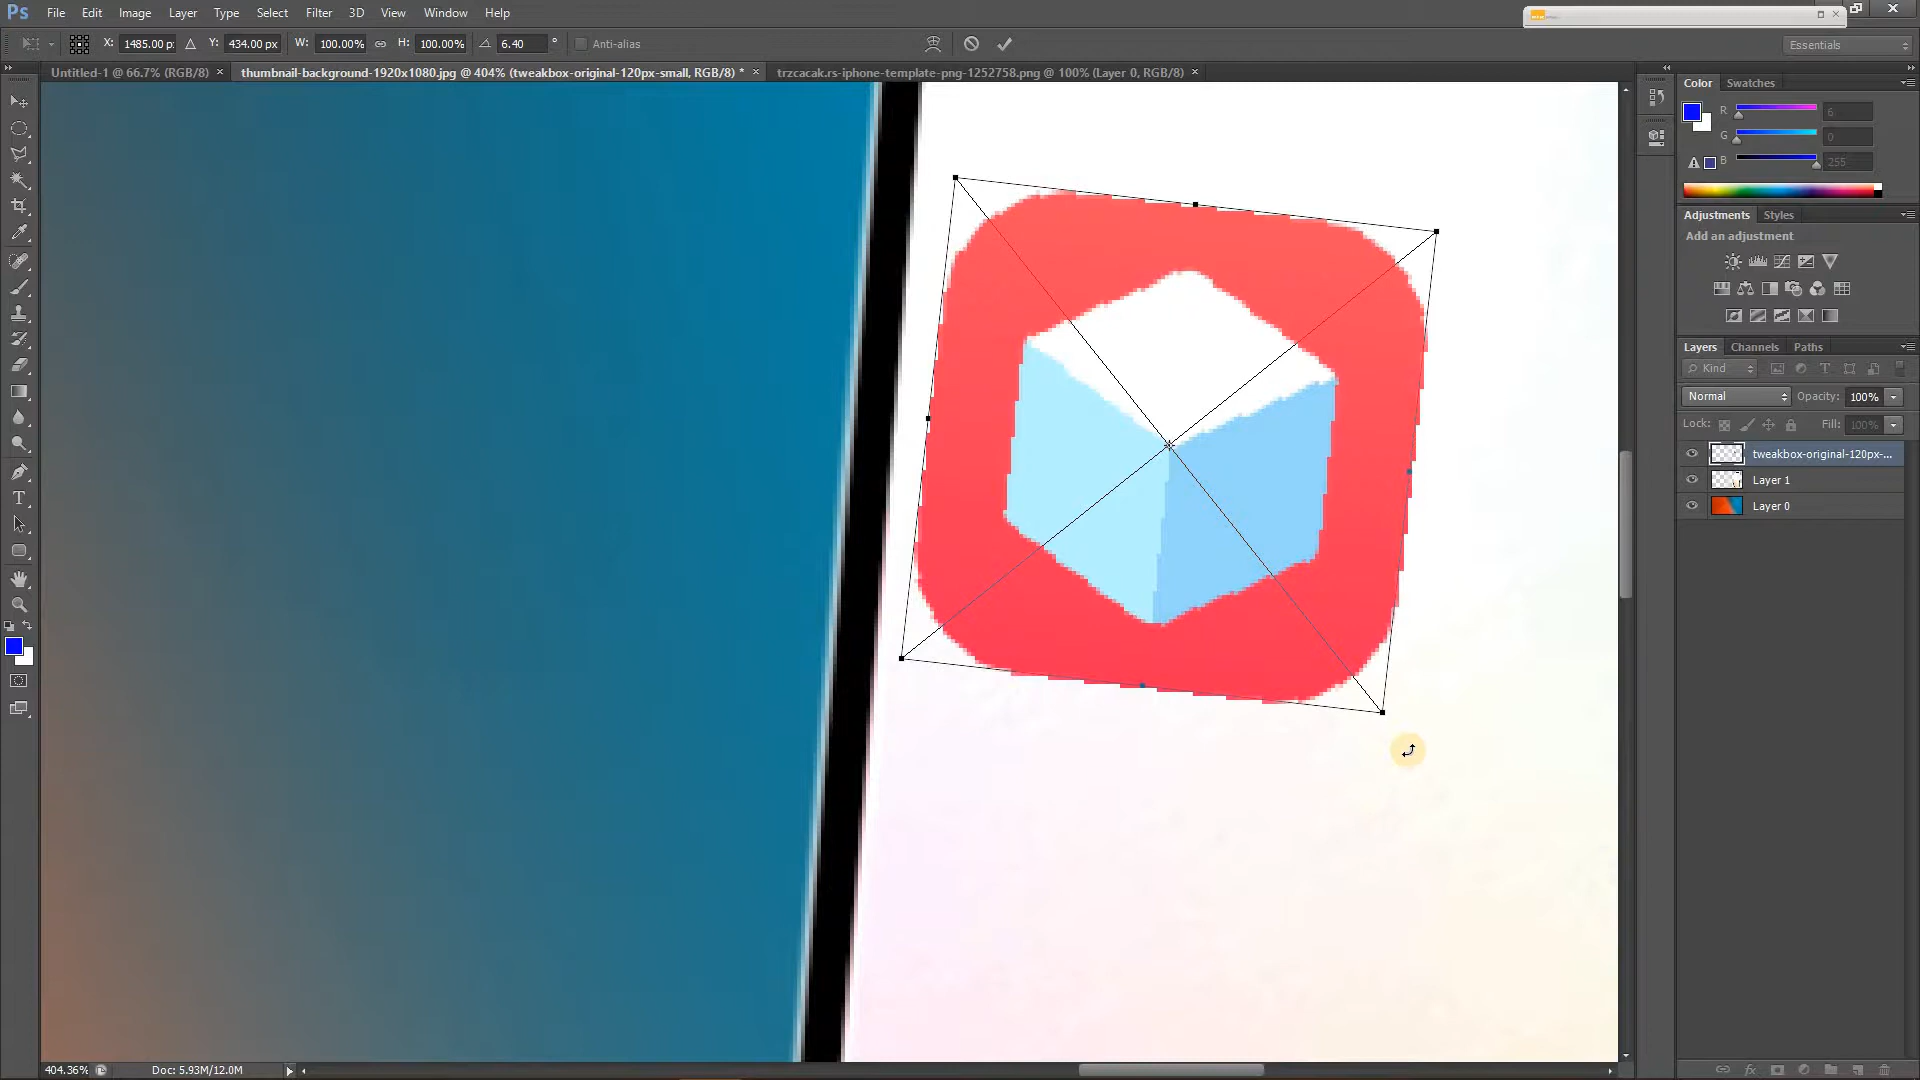 Ps File Edit Image Layer Type Select Filter 3D View Window Help
X: 1485.00 px Y: 434.00 px W: 100.00% H: 100.00% 6.40 ° Anti-alias Essentials
Untitled-1 @ 66.7% (RGB/8) × thumbnail-background-1920x1080.jpg @ 404% (tweakbox-original-120px-small, RGB/8) * × trzcacak.rs-iphone-template-png-1252758.png @ 100% (Layer 0, RGB/8) ×
Color Swatches
R 6
G 0
B 255
Adjustments Styles
Add an adjustment
Layers Channels Paths
Kind
Normal Opacity: 100%
Lock: Fill: 100%
tweakbox-original-120px-...
Layer 1
Layer 0
404.36% Doc: 5.93M/12.0M